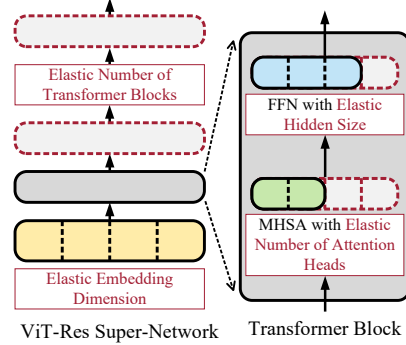 Elastic Number of
Transformer Blocks
Elastic Embedding
Dimension
ViT-Res Super-Network
FFN with Elastic
Hidden Size
MHSA with Elastic
Number of Attention
Heads
Transformer Block